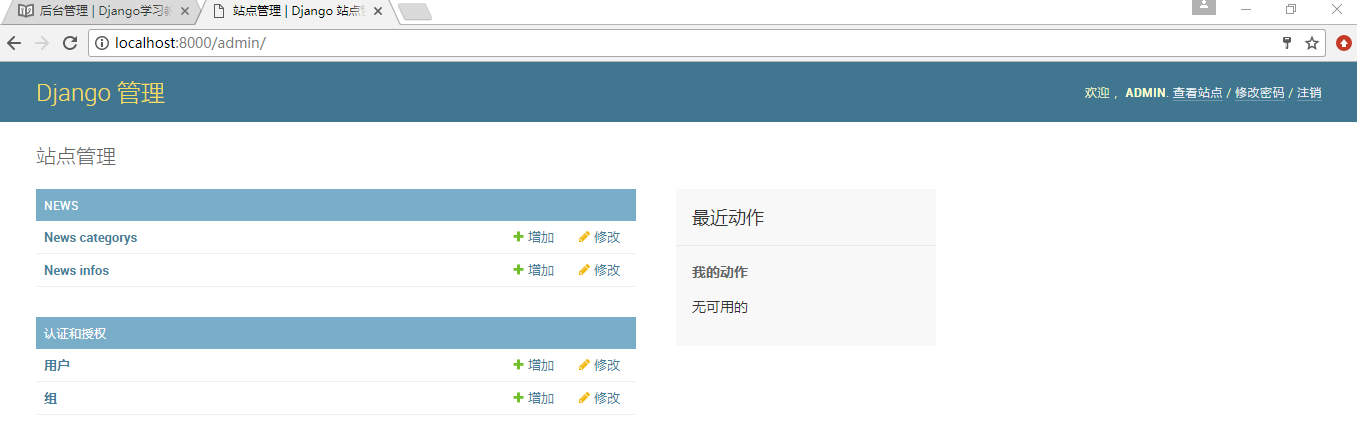 后台管理 | Django学习
站点管理 | Django 站点
localhost:8000/admin/
Django 管理
欢迎， ADMIN. 查看站点 / 修改密码 / 注销
站点管理
NEWS
News categorys 增加 修改
News infos 增加 修改
认证和授权
用户 增加 修改
组 增加 修改
最近动作
我的动作
无可用的